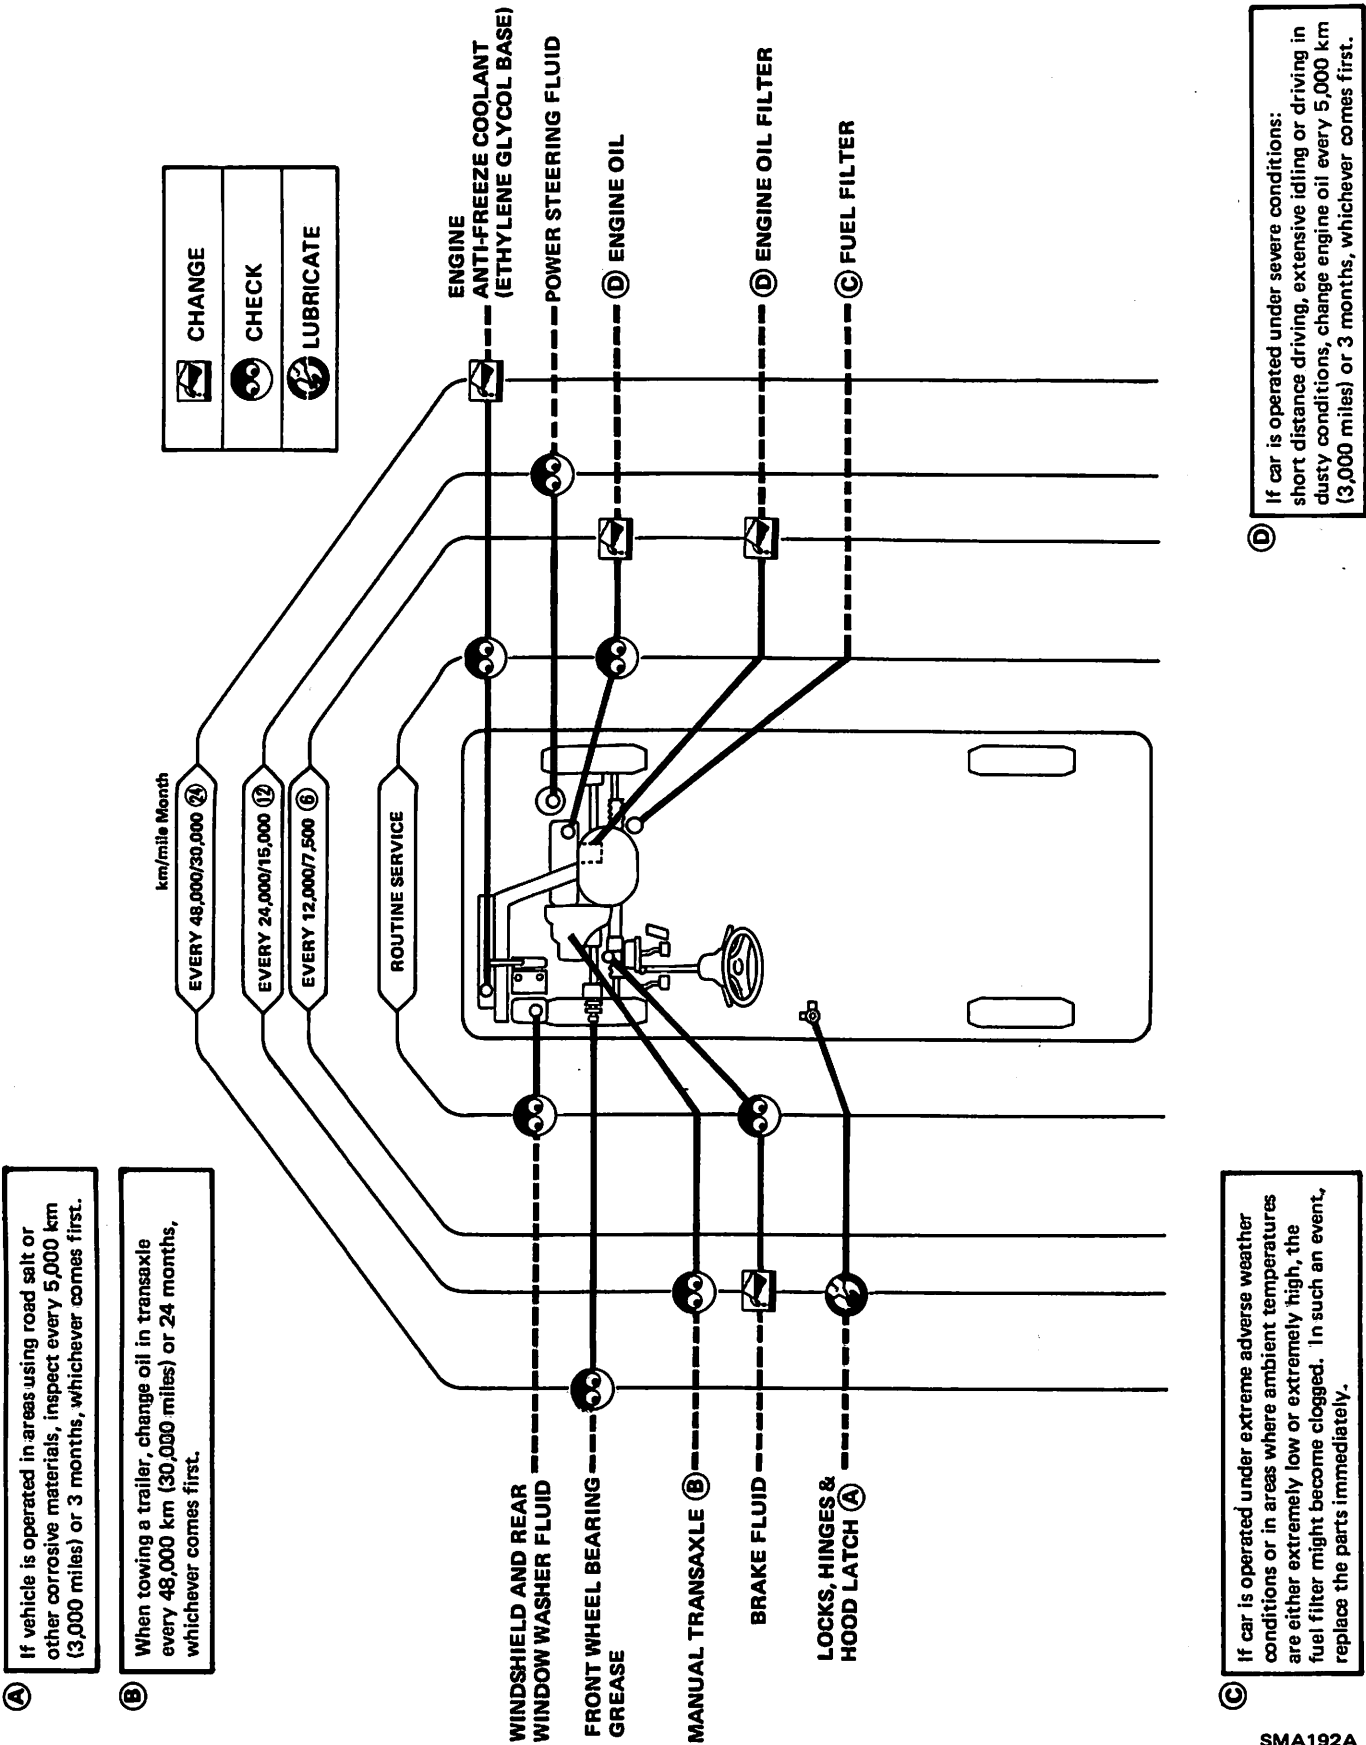 Ⓐ
If vehicle is operated in areas using road salt or
other corrosive materials, inspect every 5,000 km
(3,000 miles) or 3 months, whichever comes first.
Ⓑ
When towing a trailer, change oil in transaxle
every 48,000 km (30,000 miles) or 24 months,
whichever comes first.
km/mile Month
EVERY 48,000/30,000 ㉔
EVERY 24,000/15,000 ⑫
EVERY 12,000/7,500 ⑥
ROUTINE SERVICE
CHANGE
CHECK
LUBRICATE
WINDSHIELD AND REAR
WINDOW WASHER FLUID
FRONT WHEEL BEARING
GREASE
MANUAL TRANSAXLE Ⓑ
BRAKE FLUID
LOCKS, HINGES &
HOOD LATCH Ⓐ
ENGINE
ANTI-FREEZE COOLANT
(ETHYLENE GLYCOL BASE)
POWER STEERING FLUID
Ⓓ ENGINE OIL
Ⓓ ENGINE OIL FILTER
Ⓒ FUEL FILTER
Ⓒ
If car is operated under extreme adverse weather
conditions or in areas where ambient temperatures
are either extremely low or extremely high, the
fuel filter might become clogged. In such an event,
replace the parts immediately.
Ⓓ
If car is operated under severe conditions:
short distance driving, extensive idling or driving in
dusty conditions, change engine oil every 5,000 km
(3,000 miles) or 3 months, whichever comes first.
SMA192A